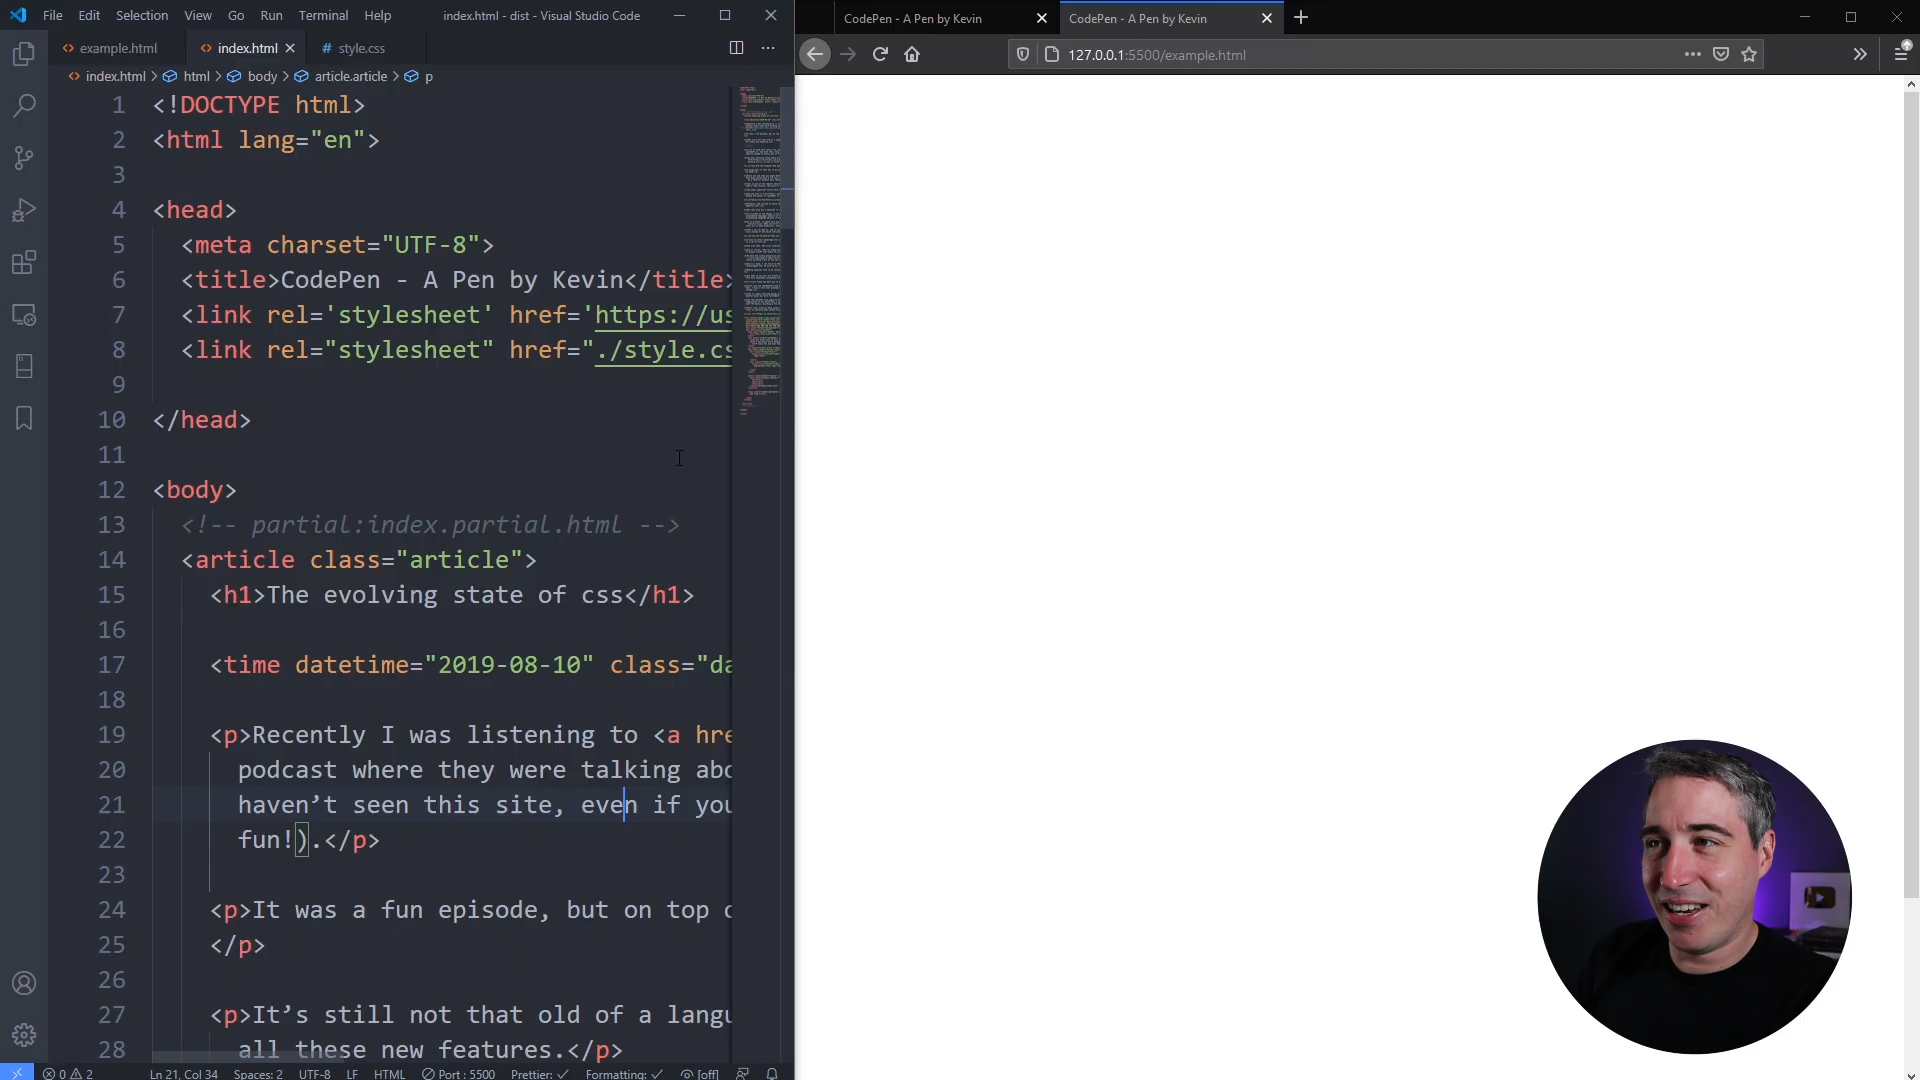 File Edit Selection View Go Run Terminal Help index.html - dist - Visual Studio Code
CodePen - A Pen by Kevin
CodePen - A Pen by Kevin
example.html
index.html
# style.css
127.0.0.1:5500/example.html
index.html > html > body > article.article > p
1 <!DOCTYPE html>
2 <html lang="en">
3
4 <head>
5 <meta charset="UTF-8">
6 <title>CodePen - A Pen by Kevin</title>
7 <link rel='stylesheet' href='https://us
8 <link rel="stylesheet" href="./style.cs
9
10 </head>
11
12 <body>
13 <!-- partial:index.partial.html -->
14 <article class="article">
15 <h1>The evolving state of css</h1>
16
17 <time datetime="2019-08-10" class="da
18
19 <p>Recently I was listening to <a hre
20 podcast where they were talking abo
21 haven’t seen this site, even if you
22 fun!).</p>
23
24 <p>It was a fun episode, but on top o
25 </p>
26
27 <p>It’s still not that old of a langu
28 all these new features.</p>
0 2 Ln 21, Col 34 Spaces: 2 UTF-8 LF HTML Port : 5500 Prettier: ✓ Formatting: ✓ [off]